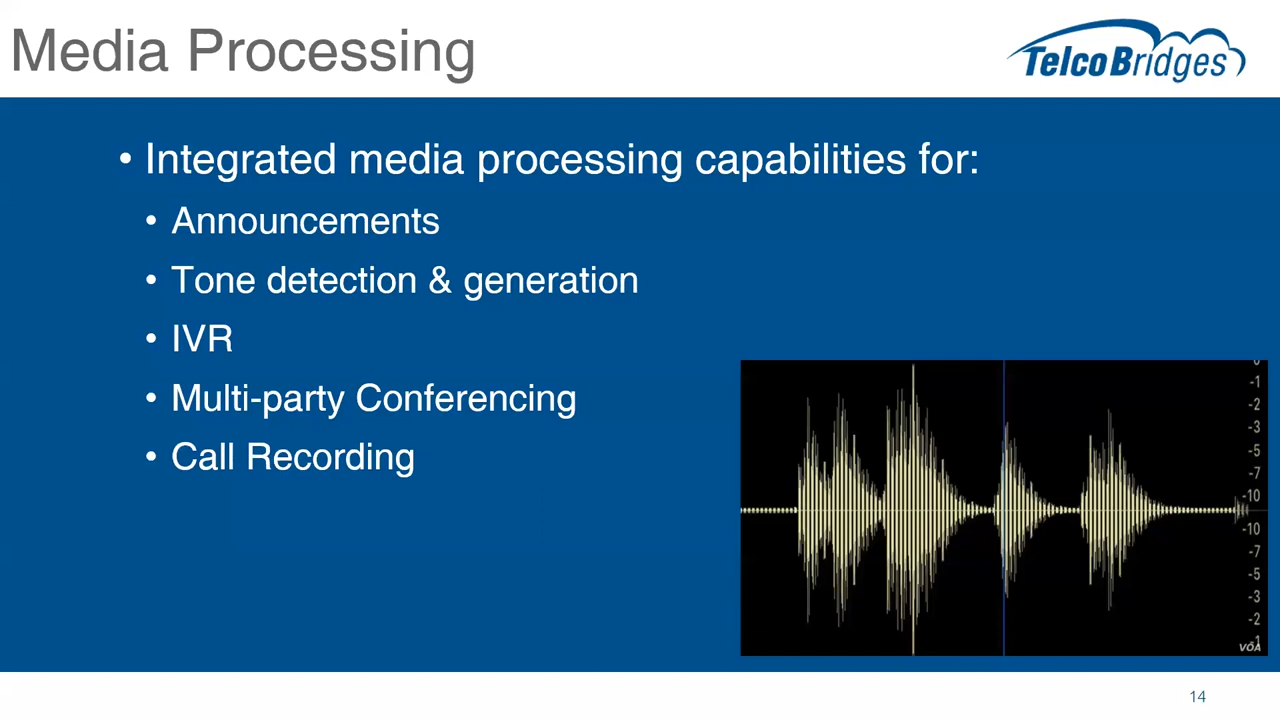 Media Processing
TelcoBridges
• Integrated media processing capabilities for:
• Announcements
• Tone detection & generation
• IVR
• Multi-party Conferencing
• Call Recording
-1
-2
-3
-5
-7
-10
-10
-7
-5
-3
-2
-1
VOA
14